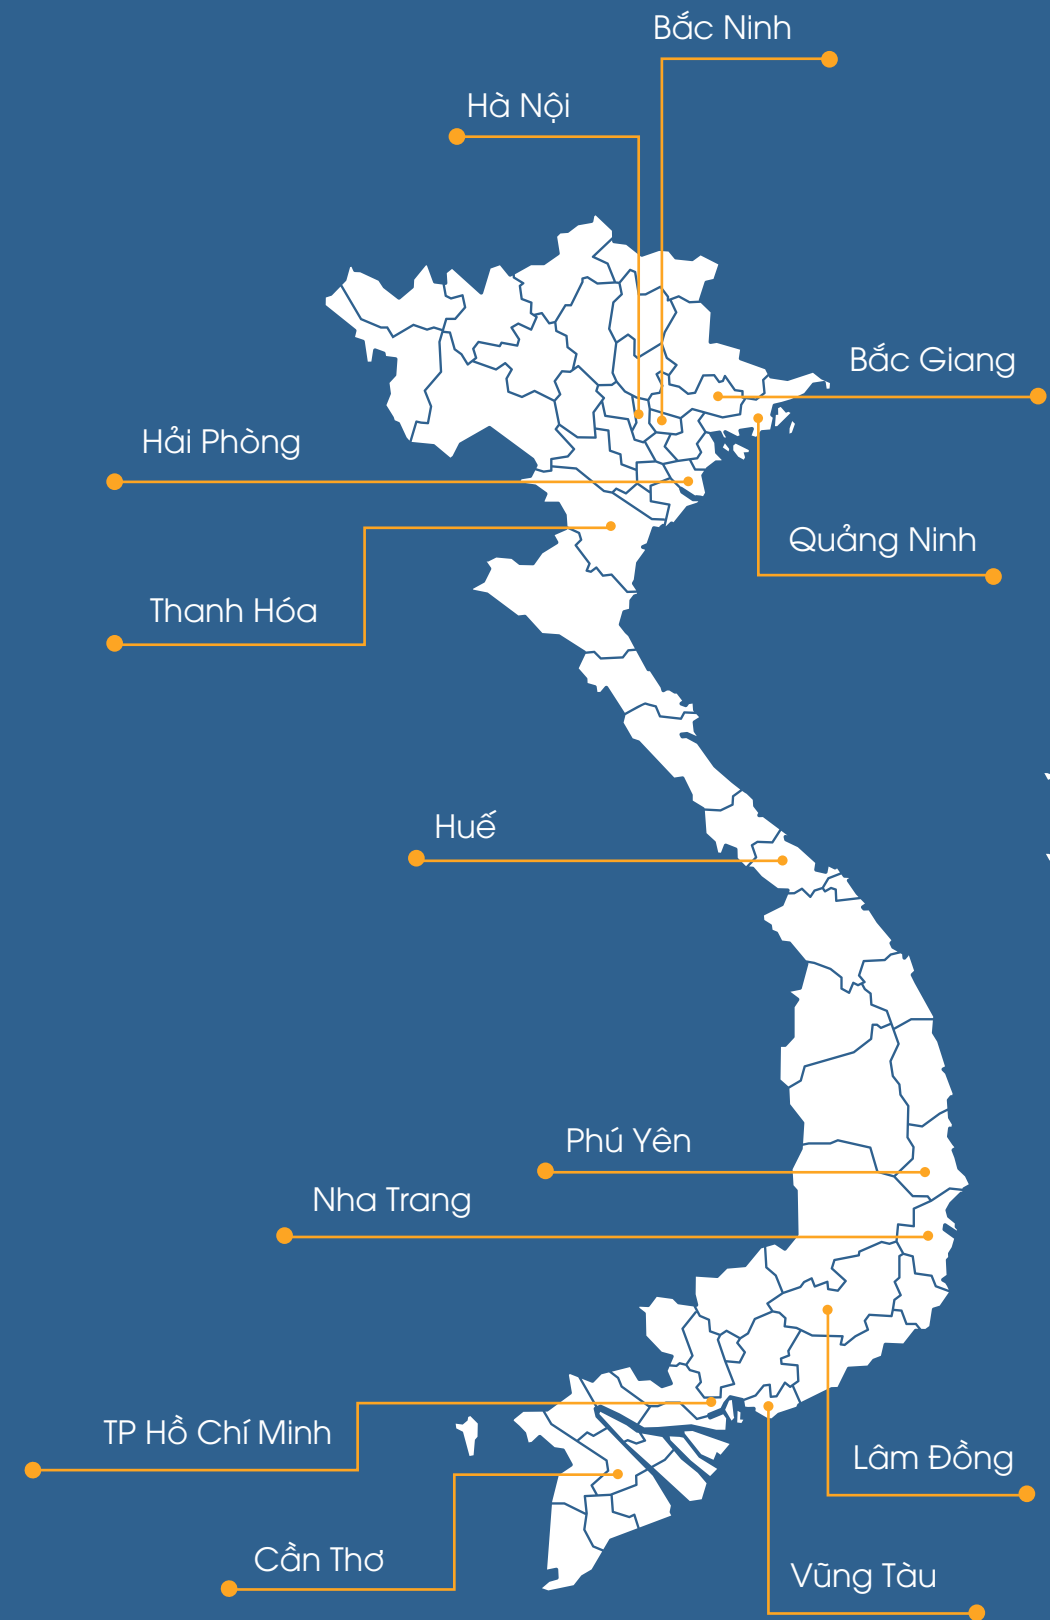 Bắc Ninh
Hà Nội
Bắc Giang
Hải Phòng
Quảng Ninh
Thanh Hóa
Huế
Phú Yên
Nha Trang
TP Hồ Chí Minh
Lâm Đồng
Cần Thơ
Vũng Tàu